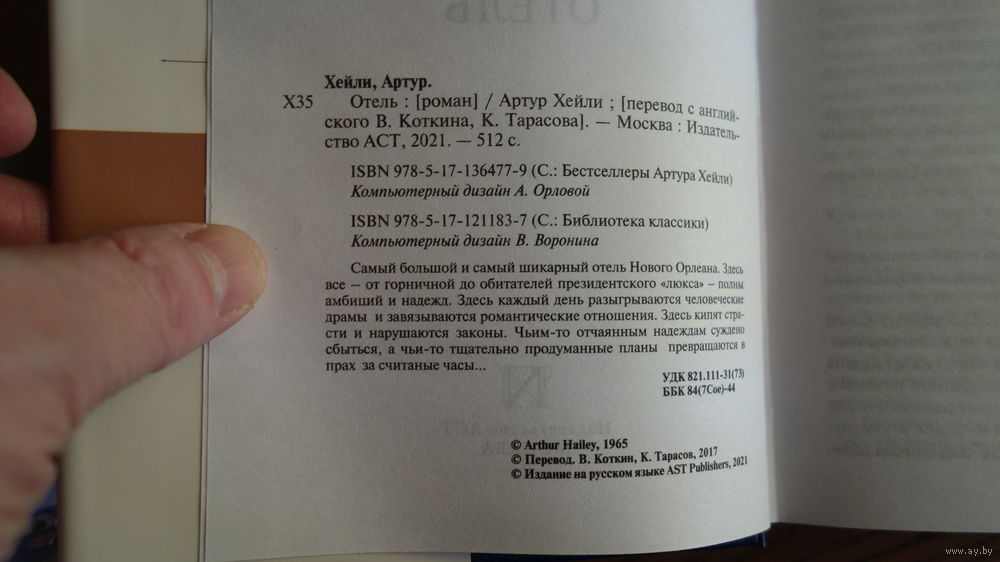 Хейли, Артур.
Х35 Отель : [роман] / Артур Хейли ; [перевод с англий-
ского В. Коткина, К. Тарасова]. — Москва : Издатель-
ство АСТ, 2021. — 512 с.
ISBN 978-5-17-136477-9 (С.: Бестселлеры Артура Хейли)
Компьютерный дизайн А. Орловой
ISBN 978-5-17-121183-7 (С.: Библиотека классики)
Компьютерный дизайн В. Воронина
Самый большой и самый шикарный отель Нового Орлеана. Здесь
все – от горничной до обитателей президентского «люкса» – полны
амбиций и надежд. Здесь каждый день разыгрываются человеческие
драмы и завязываются романтические отношения. Здесь кипят стра-
сти и нарушаются законы. Чьим-то отчаянным надеждам суждено
сбыться, а чьи-то тщательно продуманные планы превращаются в
прах за считаные часы...
УДК 821.111-31(73)
ББК 84(7Сое)-44
© Arthur Hailey, 1965
© Перевод. В. Коткин, К. Тарасов, 2017
© Издание на русском языке AST Publishers, 2021
www.ay.by